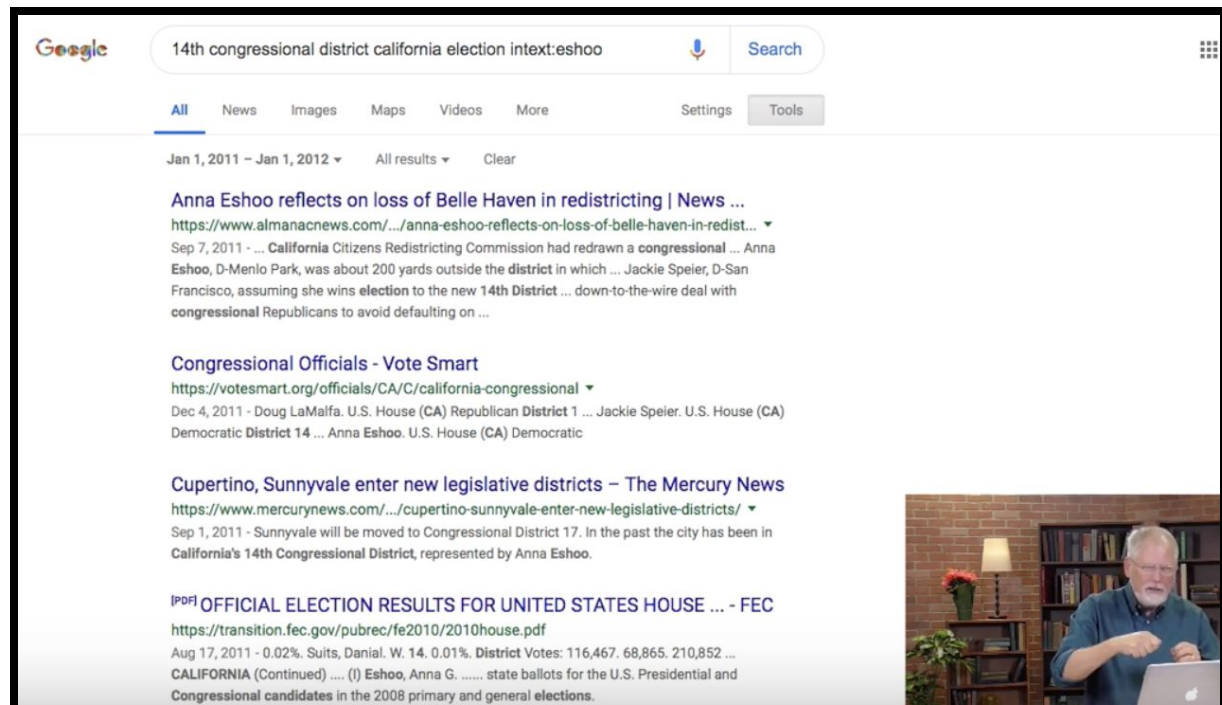 Google
14th congressional district california election intext:eshoo
Search
All News Images Maps Videos More Settings Tools
Jan 1, 2011 – Jan 1, 2012 All results Clear
Anna Eshoo reflects on loss of Belle Haven in redistricting | News ...
https://www.almanacnews.com/.../anna-eshoo-reflects-on-loss-of-belle-haven-in-redist...
Sep 7, 2011 - ... California Citizens Redistricting Commission had redrawn a congressional ... Anna
Eshoo, D-Menlo Park, was about 200 yards outside the district in which ... Jackie Speier, D-San
Francisco, assuming she wins election to the new 14th District ... down-to-the-wire deal with
congressional Republicans to avoid defaulting on ...
Congressional Officials - Vote Smart
https://votesmart.org/officials/CA/C/california-congressional
Dec 4, 2011 - Doug LaMalfa. U.S. House (CA) Republican District 1 ... Jackie Speier. U.S. House (CA)
Democratic District 14 ... Anna Eshoo. U.S. House (CA) Democratic
Cupertino, Sunnyvale enter new legislative districts – The Mercury News
https://www.mercurynews.com/.../cupertino-sunnyvale-enter-new-legislative-districts/
Sep 1, 2011 - Sunnyvale will be moved to Congressional District 17. In the past the city has been in
California's 14th Congressional District, represented by Anna Eshoo.
[PDF] OFFICIAL ELECTION RESULTS FOR UNITED STATES HOUSE ... - FEC
https://transition.fec.gov/pubrec/fe2010/2010house.pdf
Aug 17, 2011 - 0.02%. Suits, Danial. W. 14. 0.01%. District Votes: 116,467. 68,865. 210,852 ...
CALIFORNIA (Continued) .... (I) Eshoo, Anna G. ...... state ballots for the U.S. Presidential and
Congressional candidates in the 2008 primary and general elections.